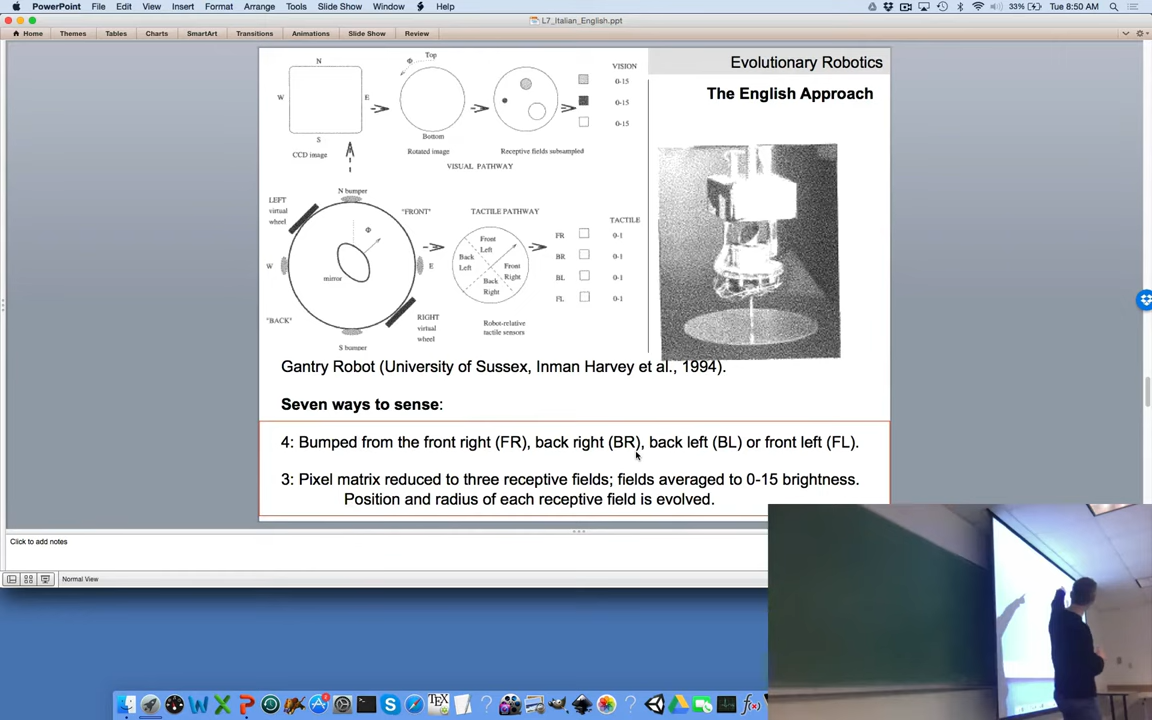 PowerPoint File Edit View Insert Format Arrange Tools Slide Show Window Help 33% Tue 8:50 AM
L7_Italian_English.ppt
Home Themes Tables Charts SmartArt Transitions Animations Slide Show Review
Evolutionary Robotics
The English Approach
N
W
E
S
CCD image
Φ
Top
Bottom
Rotated image
Receptive fields subsampled
VISION
0-15
0-15
0-15
VISUAL PATHWAY
N bumper
LEFT
virtual
wheel
"FRONT"
Φ
W
E
mirror
"BACK"
RIGHT
virtual
wheel
S bumper
TACTILE PATHWAY
Front
Left
Back
Left
Front
Right
Back
Right
Robot-relative
tactile sensors
TACTILE
FR 0-1
BR 0-1
BL 0-1
FL 0-1
Gantry Robot (University of Sussex, Inman Harvey et al., 1994).
Seven ways to sense:
4: Bumped from the front right (FR), back right (BR), back left (BL) or front left (FL).
3: Pixel matrix reduced to three receptive fields; fields averaged to 0-15 brightness.
Position and radius of each receptive field is evolved.
Click to add notes
Normal View